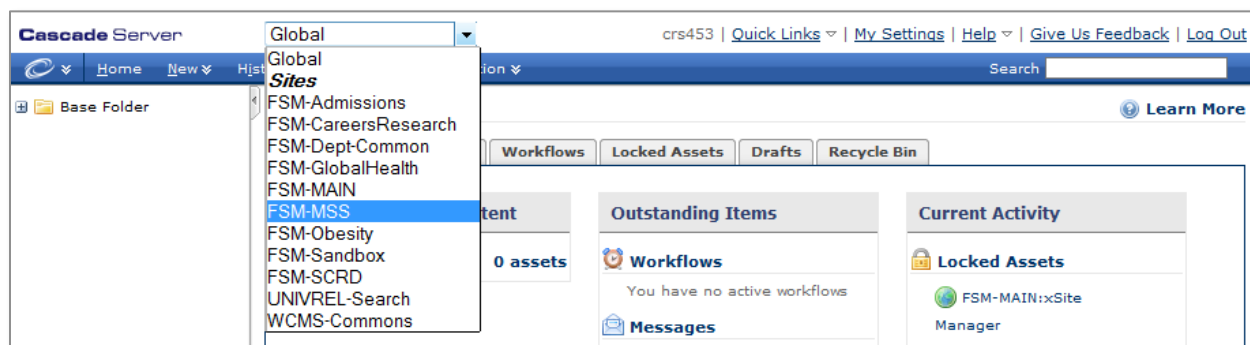 Cascade Server Global crs453 | Quick Links | My Settings | Help | Give Us Feedback | Log Out
Home New Hist tion Search
Global
Sites
FSM-Admissions
FSM-CareersResearch
FSM-Dept-Common
FSM-GlobalHealth
FSM-MAIN
FSM-MSS
FSM-Obesity
FSM-Sandbox
FSM-SCRD
UNIVREL-Search
WCMS-Commons
Base Folder
Learn More
Workflows Locked Assets Drafts Recycle Bin
tent
0 assets
Outstanding Items
Workflows
You have no active workflows
Messages
Current Activity
Locked Assets
FSM-MAIN:xSite
Manager